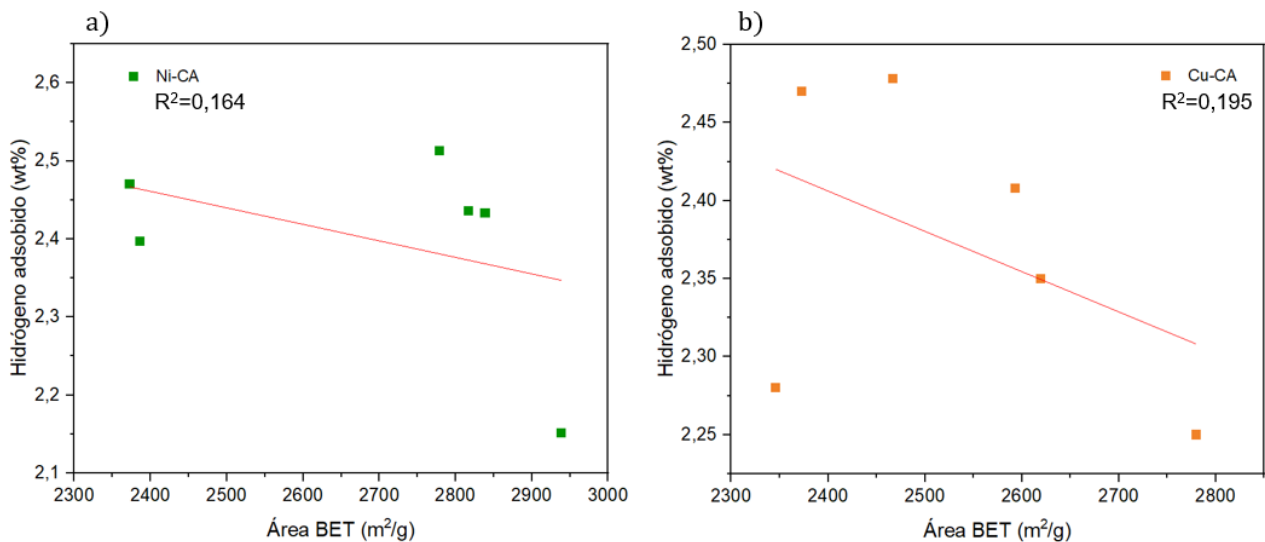 a)
Ni-CA
R²=0,164
Hidrógeno adsobido (wt%)
2,6
2,5
2,4
2,3
2,2
2,1
2300 2400 2500 2600 2700 2800 2900 3000
Área BET (m²/g)
b)
Cu-CA
R²=0,195
Hidrógeno adsobido (wt%)
2,50
2,45
2,40
2,35
2,30
2,25
2300 2400 2500 2600 2700 2800
Área BET (m²/g)